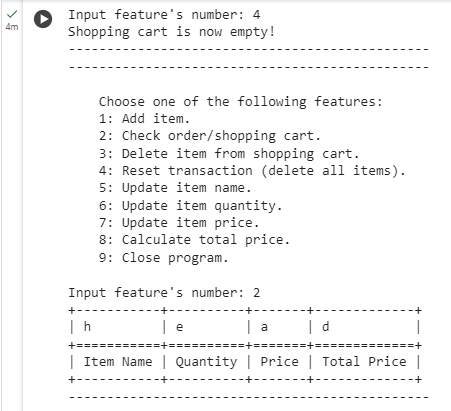 4m
Input feature's number: 4
Shopping cart is now empty!
----------------------------------------------
----------------------------------------------
Choose one of the following features:
1: Add item.
2: Check order/shopping cart.
3: Delete item from shopping cart.
4: Reset transaction (delete all items).
5: Update item name.
6: Update item quantity.
7: Update item price.
8: Calculate total price.
9: Close program.
Input feature's number: 2
+-----------+----------+-------+-------------+
| h         | e        | a     | d           |
+===========+==========+=======+=============+
| Item Name | Quantity | Price | Total Price |
+-----------+----------+-------+-------------+
----------------------------------------------